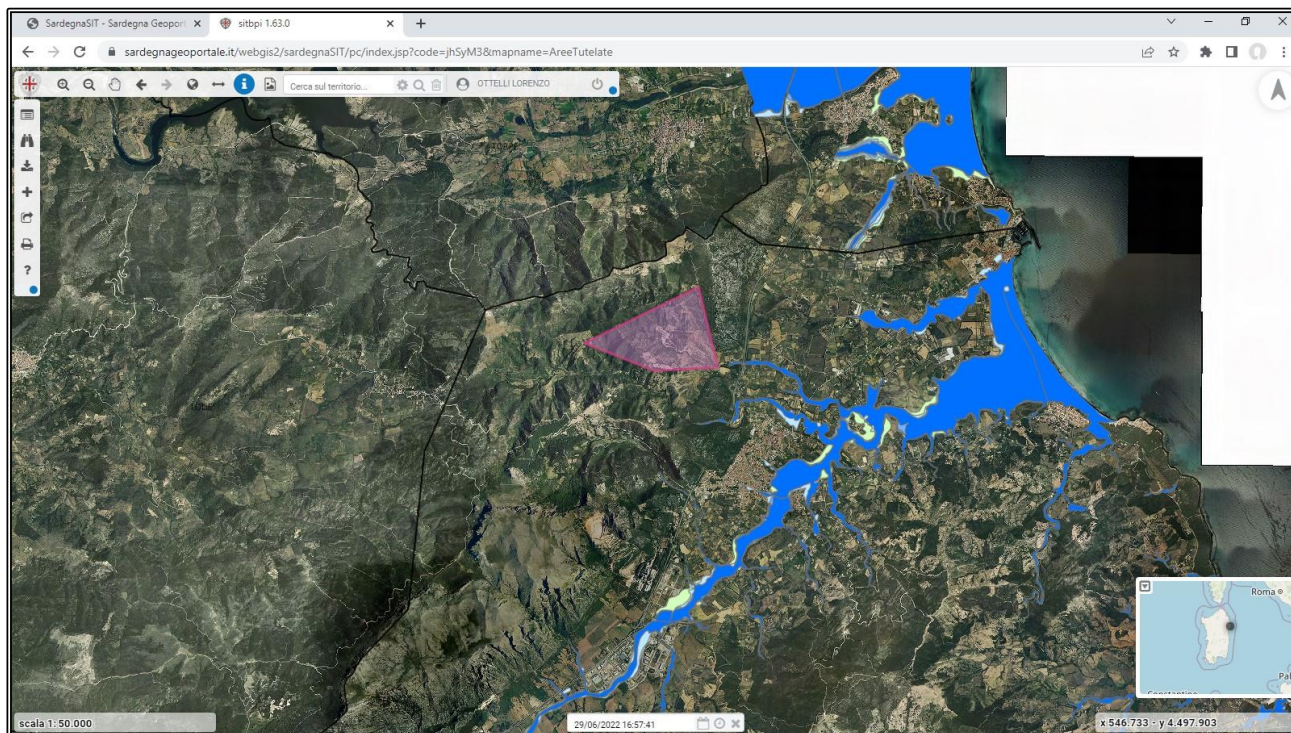 SardegnaSIT - Sardegna Geoport
sitbpi 1.63.0
sardegnageoportale.it/webgis2/sardegnaSIT/pc/index.jsp?code=jhSyM3&mapname=AreeTutelate
Cerca sul territorio...
OTTELLI LORENZO
Roma
Pal
Constantine
scala 1: 50.000
29/06/2022 16:57:41
x 546.733 - y 4.497.903